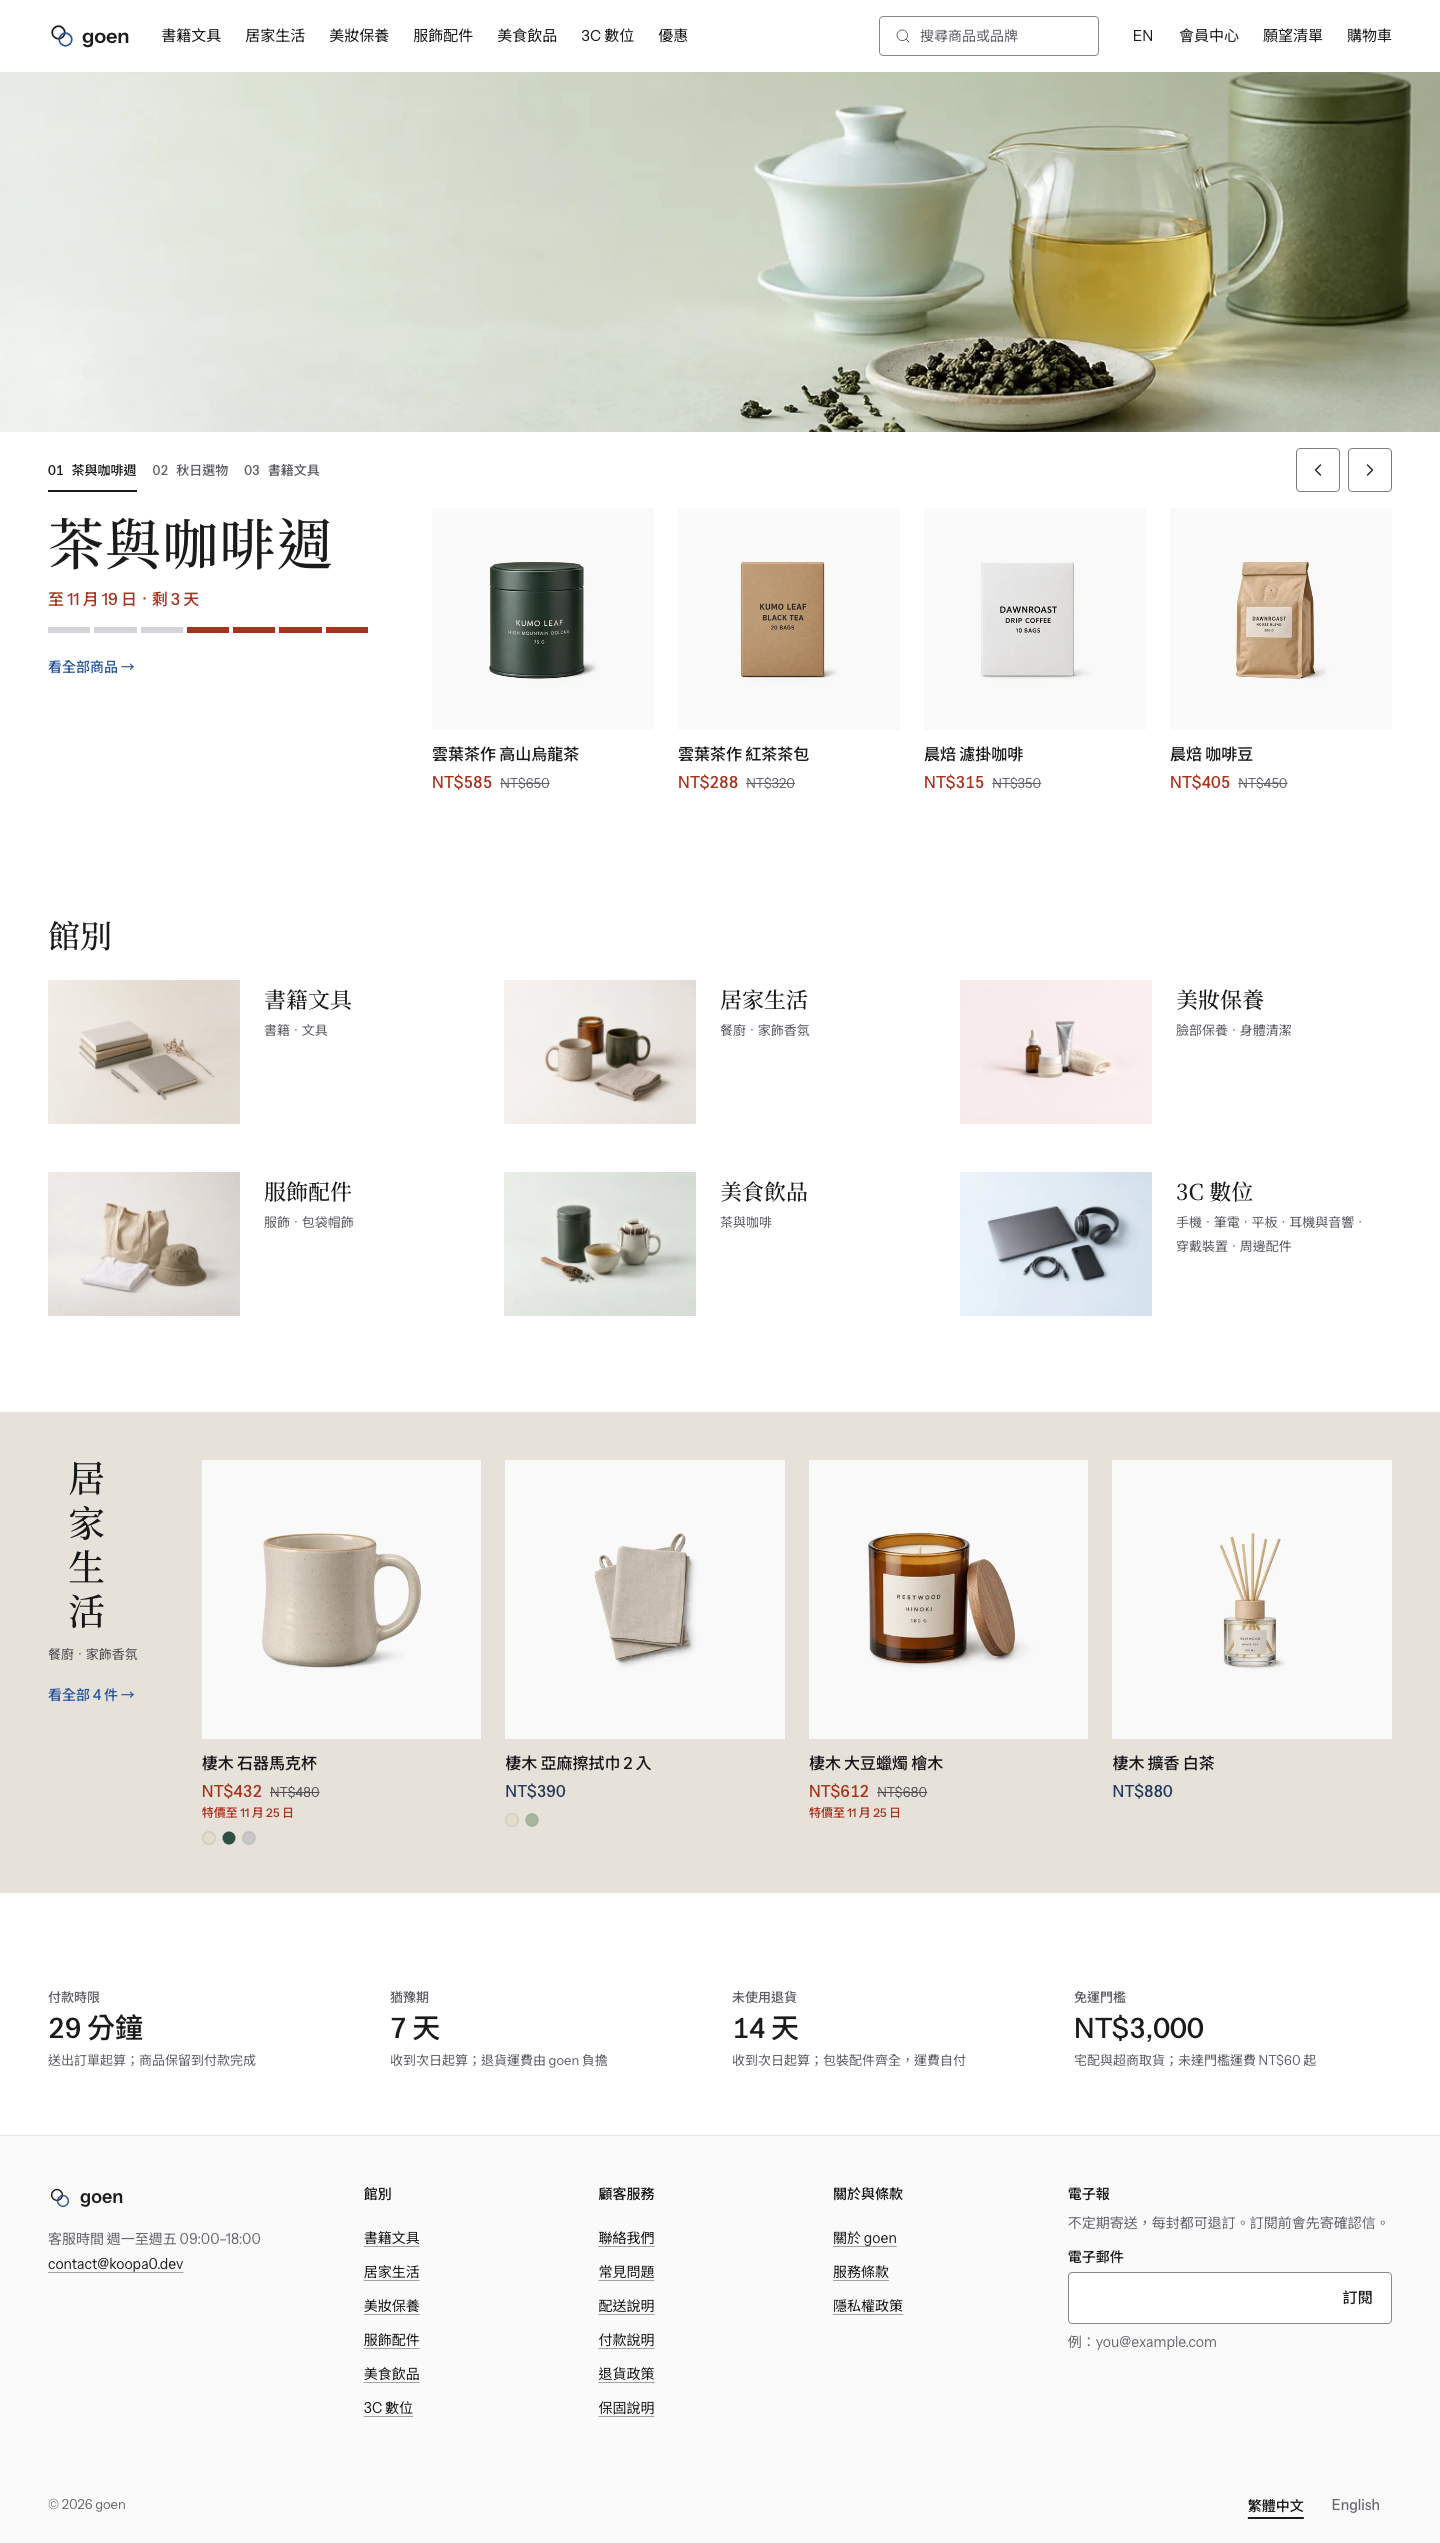 goen 書籍文具 居家生活 美妝保養 服飾配件 美食飲品 3C 數位 優惠 搜尋商品或品牌 EN 會員中心 願望清單 購物車
01 茶與咖啡週 02 秋日選物 03 書籍文具
茶與咖啡週
至 11 月 19 日 · 剩 3 天
看全部商品 →
KUMO LEAF
HIGH MOUNTAIN OOLONG
75 G
KUMO LEAF
BLACK TEA
20 BAGS
DAWNROAST
DRIP COFFEE
10 BAGS
DAWNROAST
HOUSE BLEND
雲葉茶作 高山烏龍茶
NT$585 NT$650
雲葉茶作 紅茶茶包
NT$288 NT$320
晨焙 濾掛咖啡
NT$315 NT$350
晨焙 咖啡豆
NT$405 NT$450
館別
書籍文具
書籍 · 文具
居家生活
餐廚 · 家飾香氛
美妝保養
臉部保養 · 身體清潔
服飾配件
服飾 · 包袋帽飾
美食飲品
茶與咖啡
3C 數位
手機 · 筆電 · 平板 · 耳機與音響 ·
穿戴裝置 · 周邊配件
居家生活
餐廚 · 家飾香氛
看全部 4 件 →
RESTWOOD
HINOKI
180 G
棲木 石器馬克杯
NT$432 NT$480
特價至 11 月 25 日
棲木 亞麻擦拭巾 2 入
NT$390
棲木 大豆蠟燭 檜木
NT$612 NT$680
特價至 11 月 25 日
棲木 擴香 白茶
NT$880
付款時限
29 分鐘
送出訂單起算；商品保留到付款完成
猶豫期
7 天
收到次日起算；退貨運費由 goen 負擔
未使用退貨
14 天
收到次日起算；包裝配件齊全，運費自付
免運門檻
NT$3,000
宅配與超商取貨；未達門檻運費 NT$60 起
goen
客服時間 週一至週五 09:00–18:00
contact@koopa0.dev
館別
書籍文具
居家生活
美妝保養
服飾配件
美食飲品
3C 數位
顧客服務
聯絡我們
常見問題
配送說明
付款說明
退貨政策
保固說明
關於與條款
關於 goen
服務條款
隱私權政策
電子報
不定期寄送，每封都可退訂。訂閱前會先寄確認信。
電子郵件
訂閱
例：you@example.com
© 2026 goen
繁體中文 English